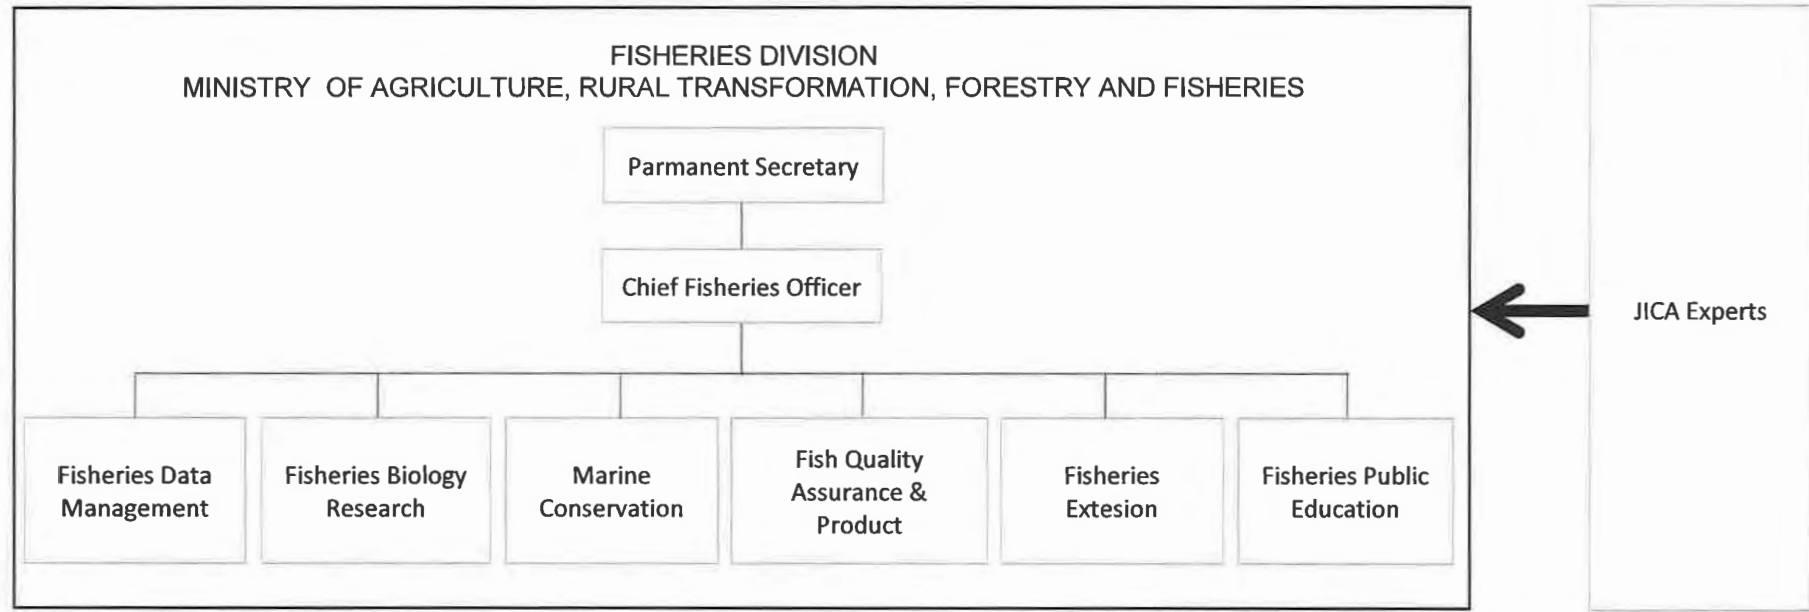 FISHERIES DIVISION
MINISTRY OF AGRICULTURE, RURAL TRANSFORMATION, FORESTRY AND FISHERIES
Parmanent Secretary
Chief Fisheries Officer
JICA Experts
Fisheries Data
Management
Fisheries Biology
Research
Marine
Conservation
Fish Quality
Assurance &
Product
Fisheries
Extesion
Fisheries Public
Education